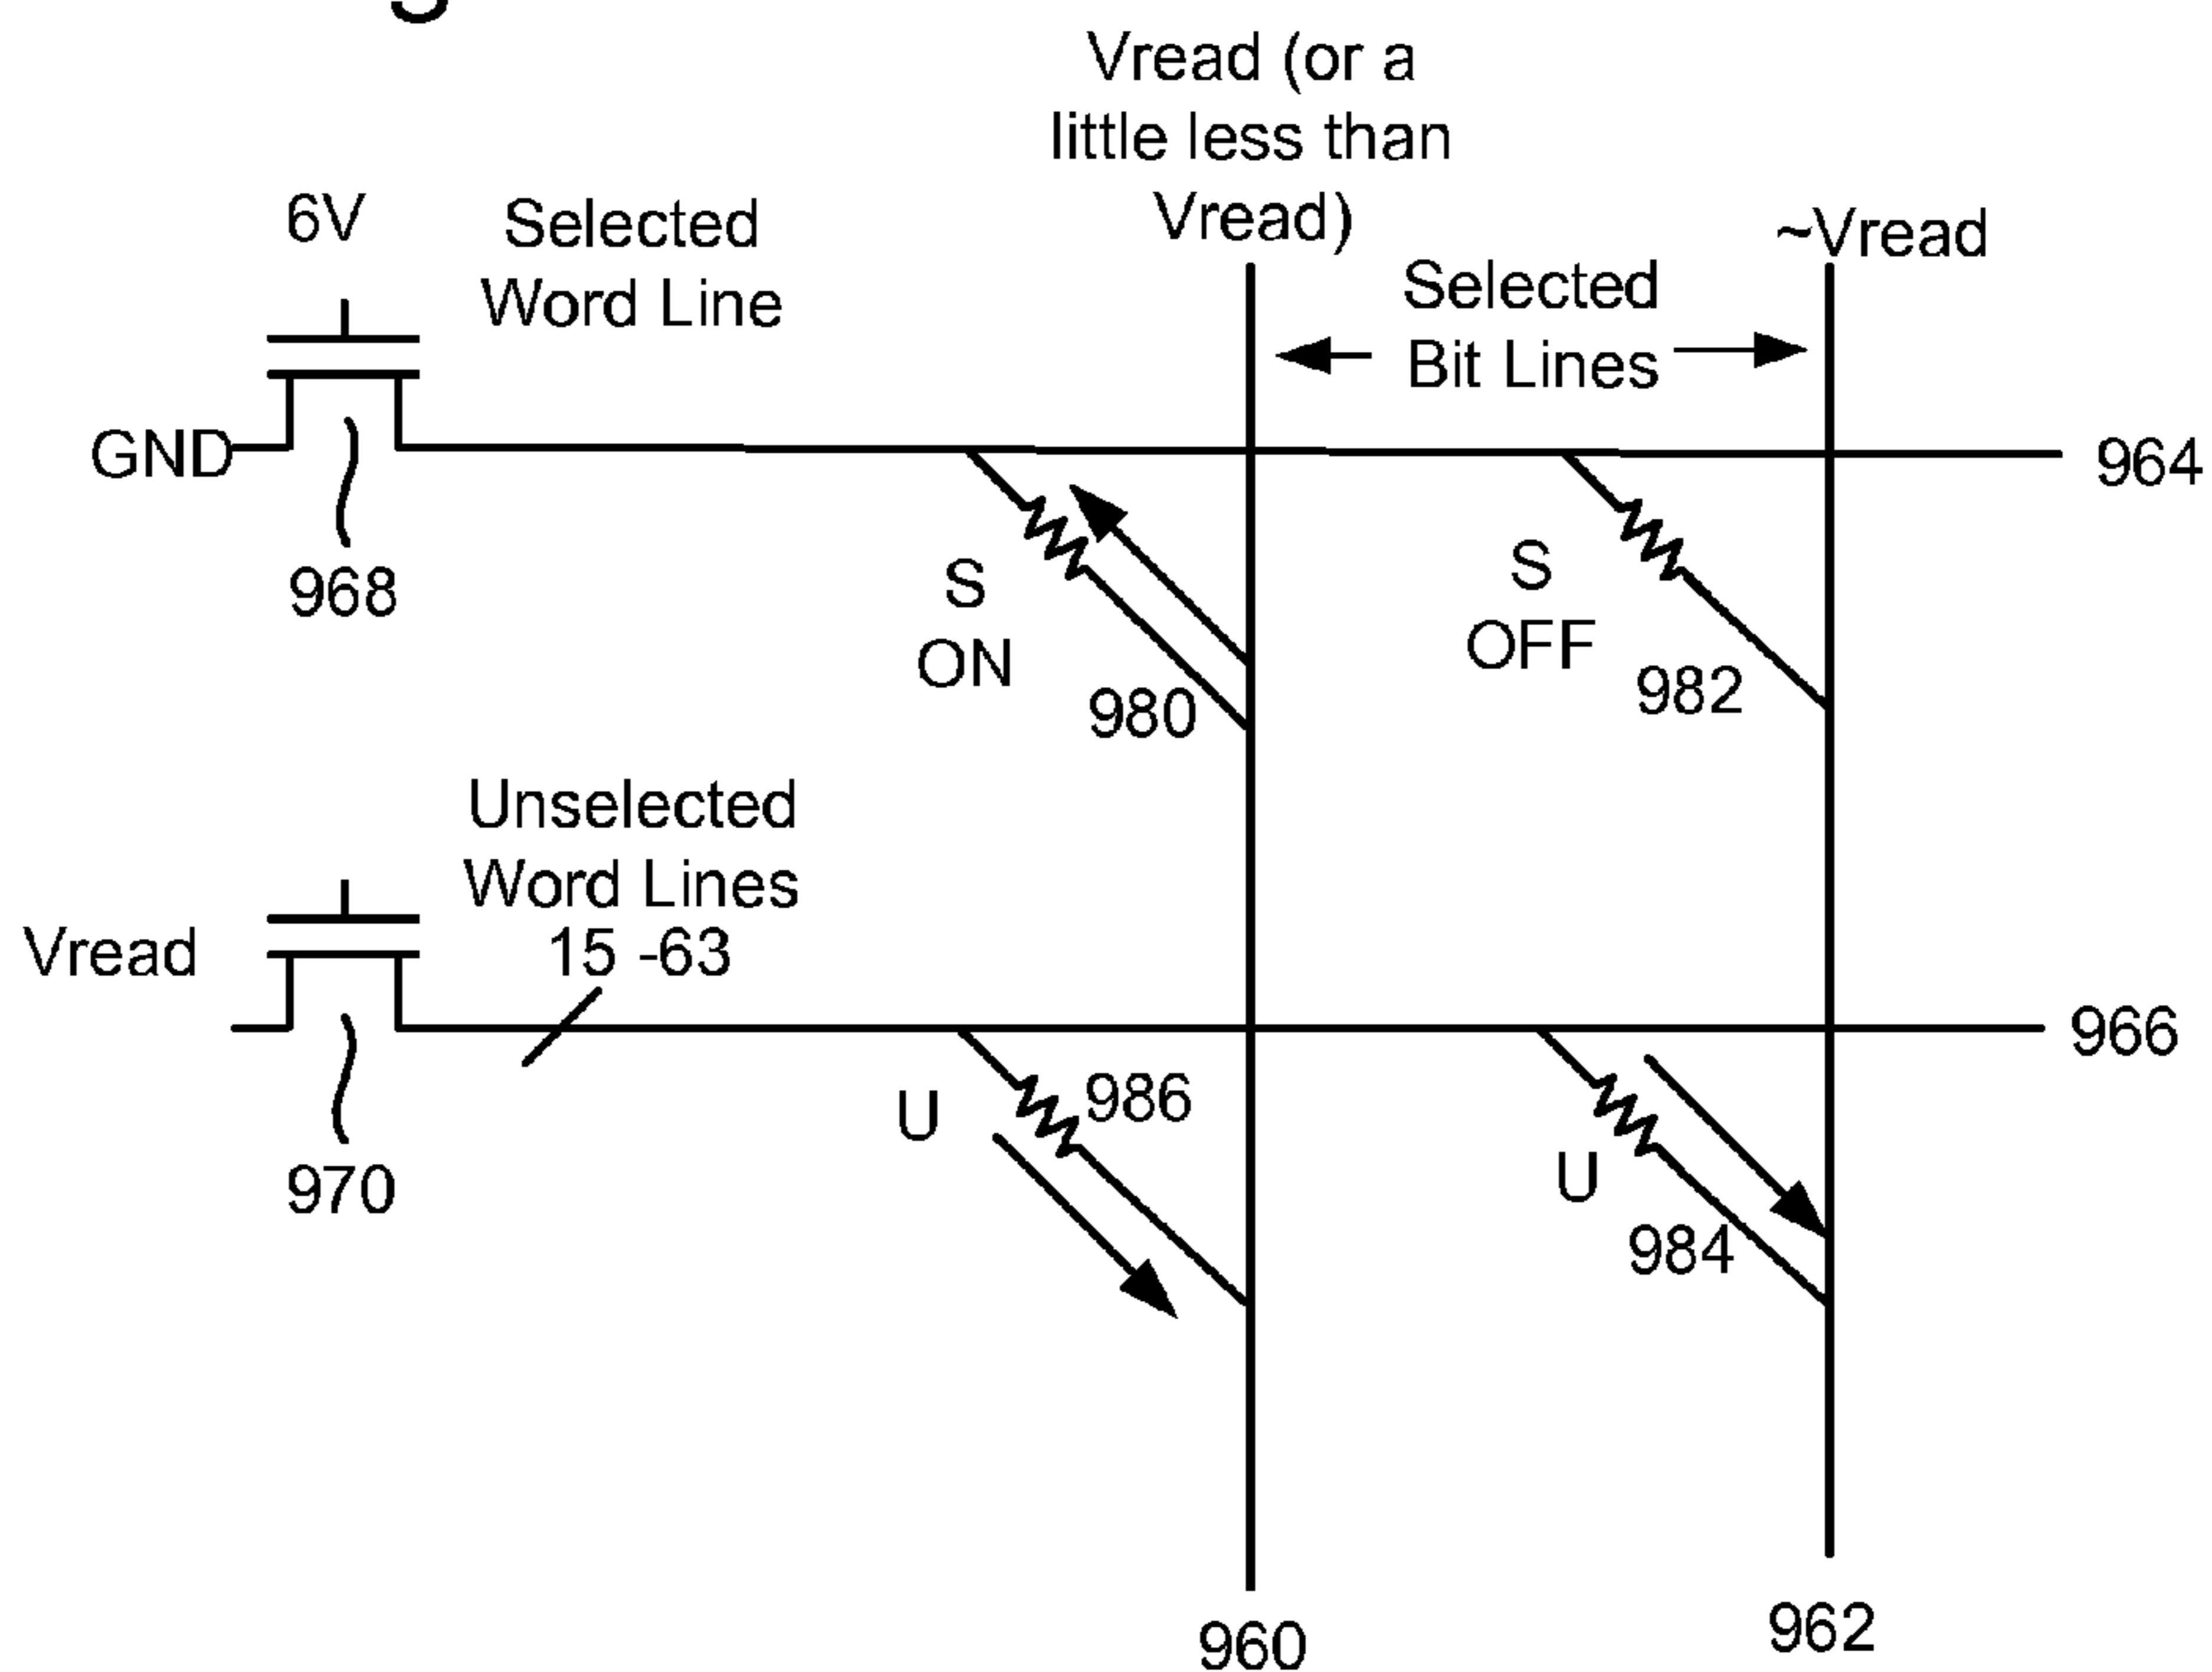 Vread (or a
little less than
Vread)
~Vread
6V
Selected
Word Line
Selected
Bit Lines
GND
964
968
S
ON
980
S
OFF
982
Unselected
Word Lines
15 -63
Vread
966
970
U
986
U
984
960
962